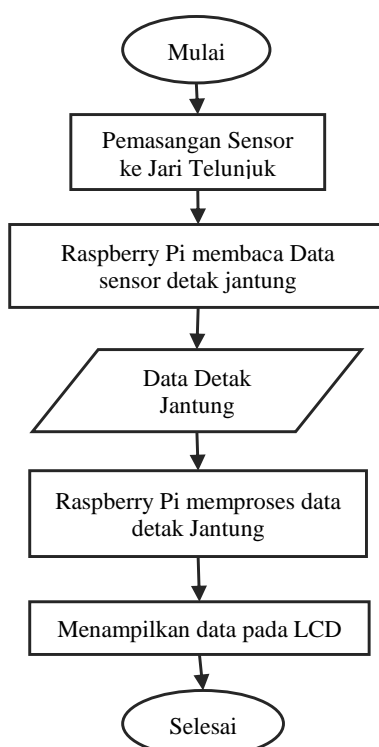 Mulai
Pemasangan Sensor
ke Jari Telunjuk
Raspberry Pi membaca Data
sensor detak jantung
Data Detak
Jantung
Raspberry Pi memproses data
detak Jantung
Menampilkan data pada LCD
Selesai